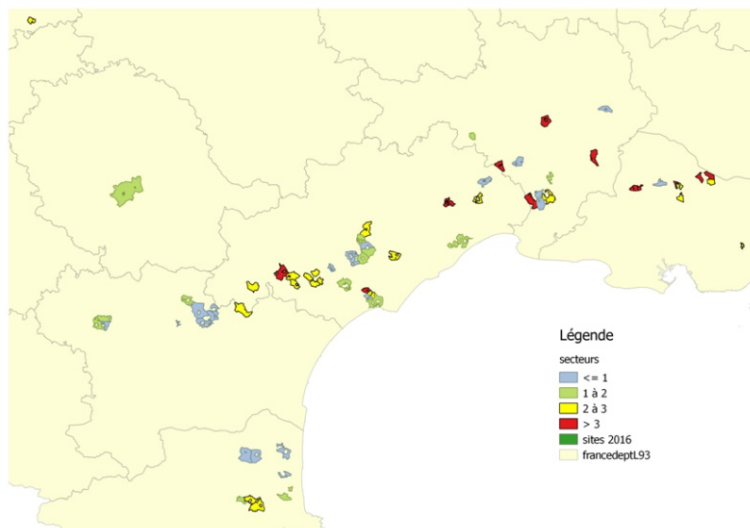 Légende
secteurs
<= 1
1 à 2
2 à 3
> 3
sites 2016
francedeptL93